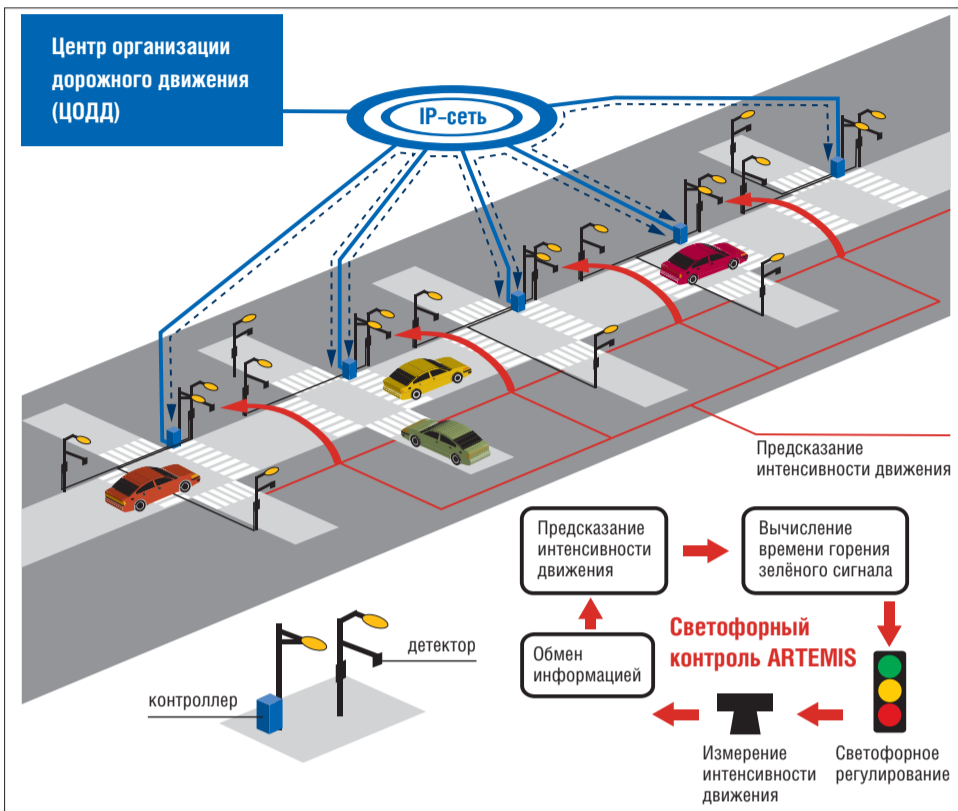 Центр организации
дорожного движения
(ЦОДД)
IP-сеть
Предсказание
интенсивности движения
Предсказание
интенсивности
движения
Вычисление
времени горения
зелёного сигнала
Светофорный
контроль ARTEMIS
Обмен
информацией
детектор
контроллер
Измерение
интенсивности
движения
Светофорное
регулирование